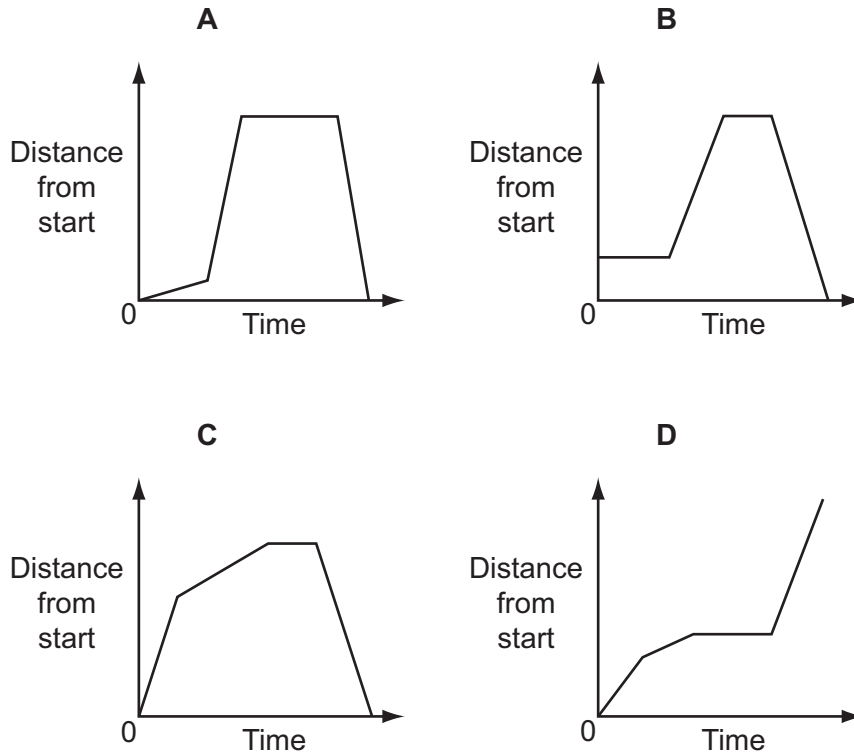 A
Distance
from
start
0
Time
B
Distance
from
start
0
Time
C
Distance
from
start
0
Time
D
Distance
from
start
0
Time